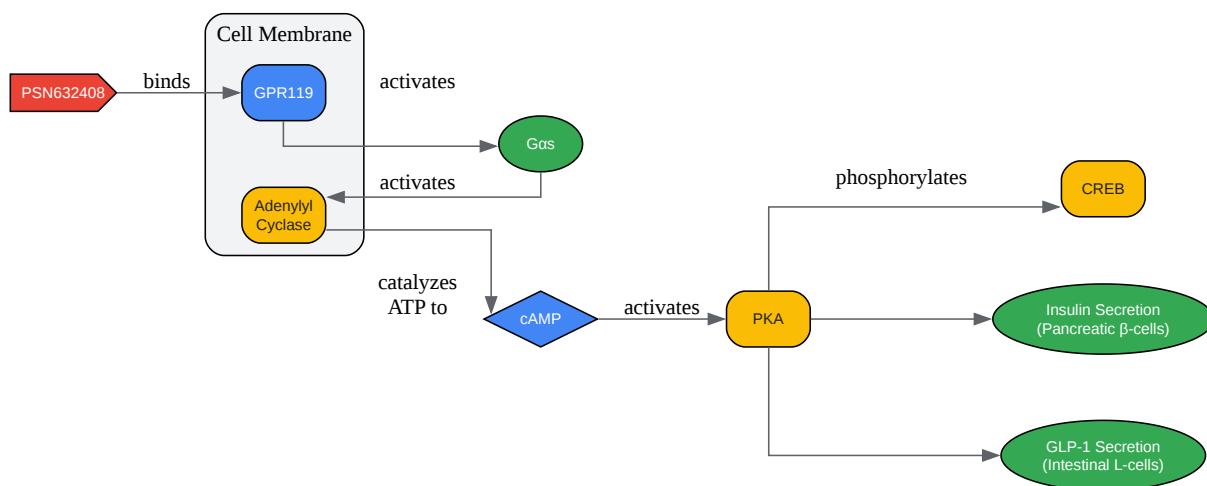 Cell Membrane
PSN632408
binds
GPR119
activates
Gαs
activates
Adenylyl
Cyclase
catalyzes
ATP to
cAMP
activates
PKA
phosphorylates
CREB
Insulin Secretion
(Pancreatic β-cells)
GLP-1 Secretion
(Intestinal L-cells)